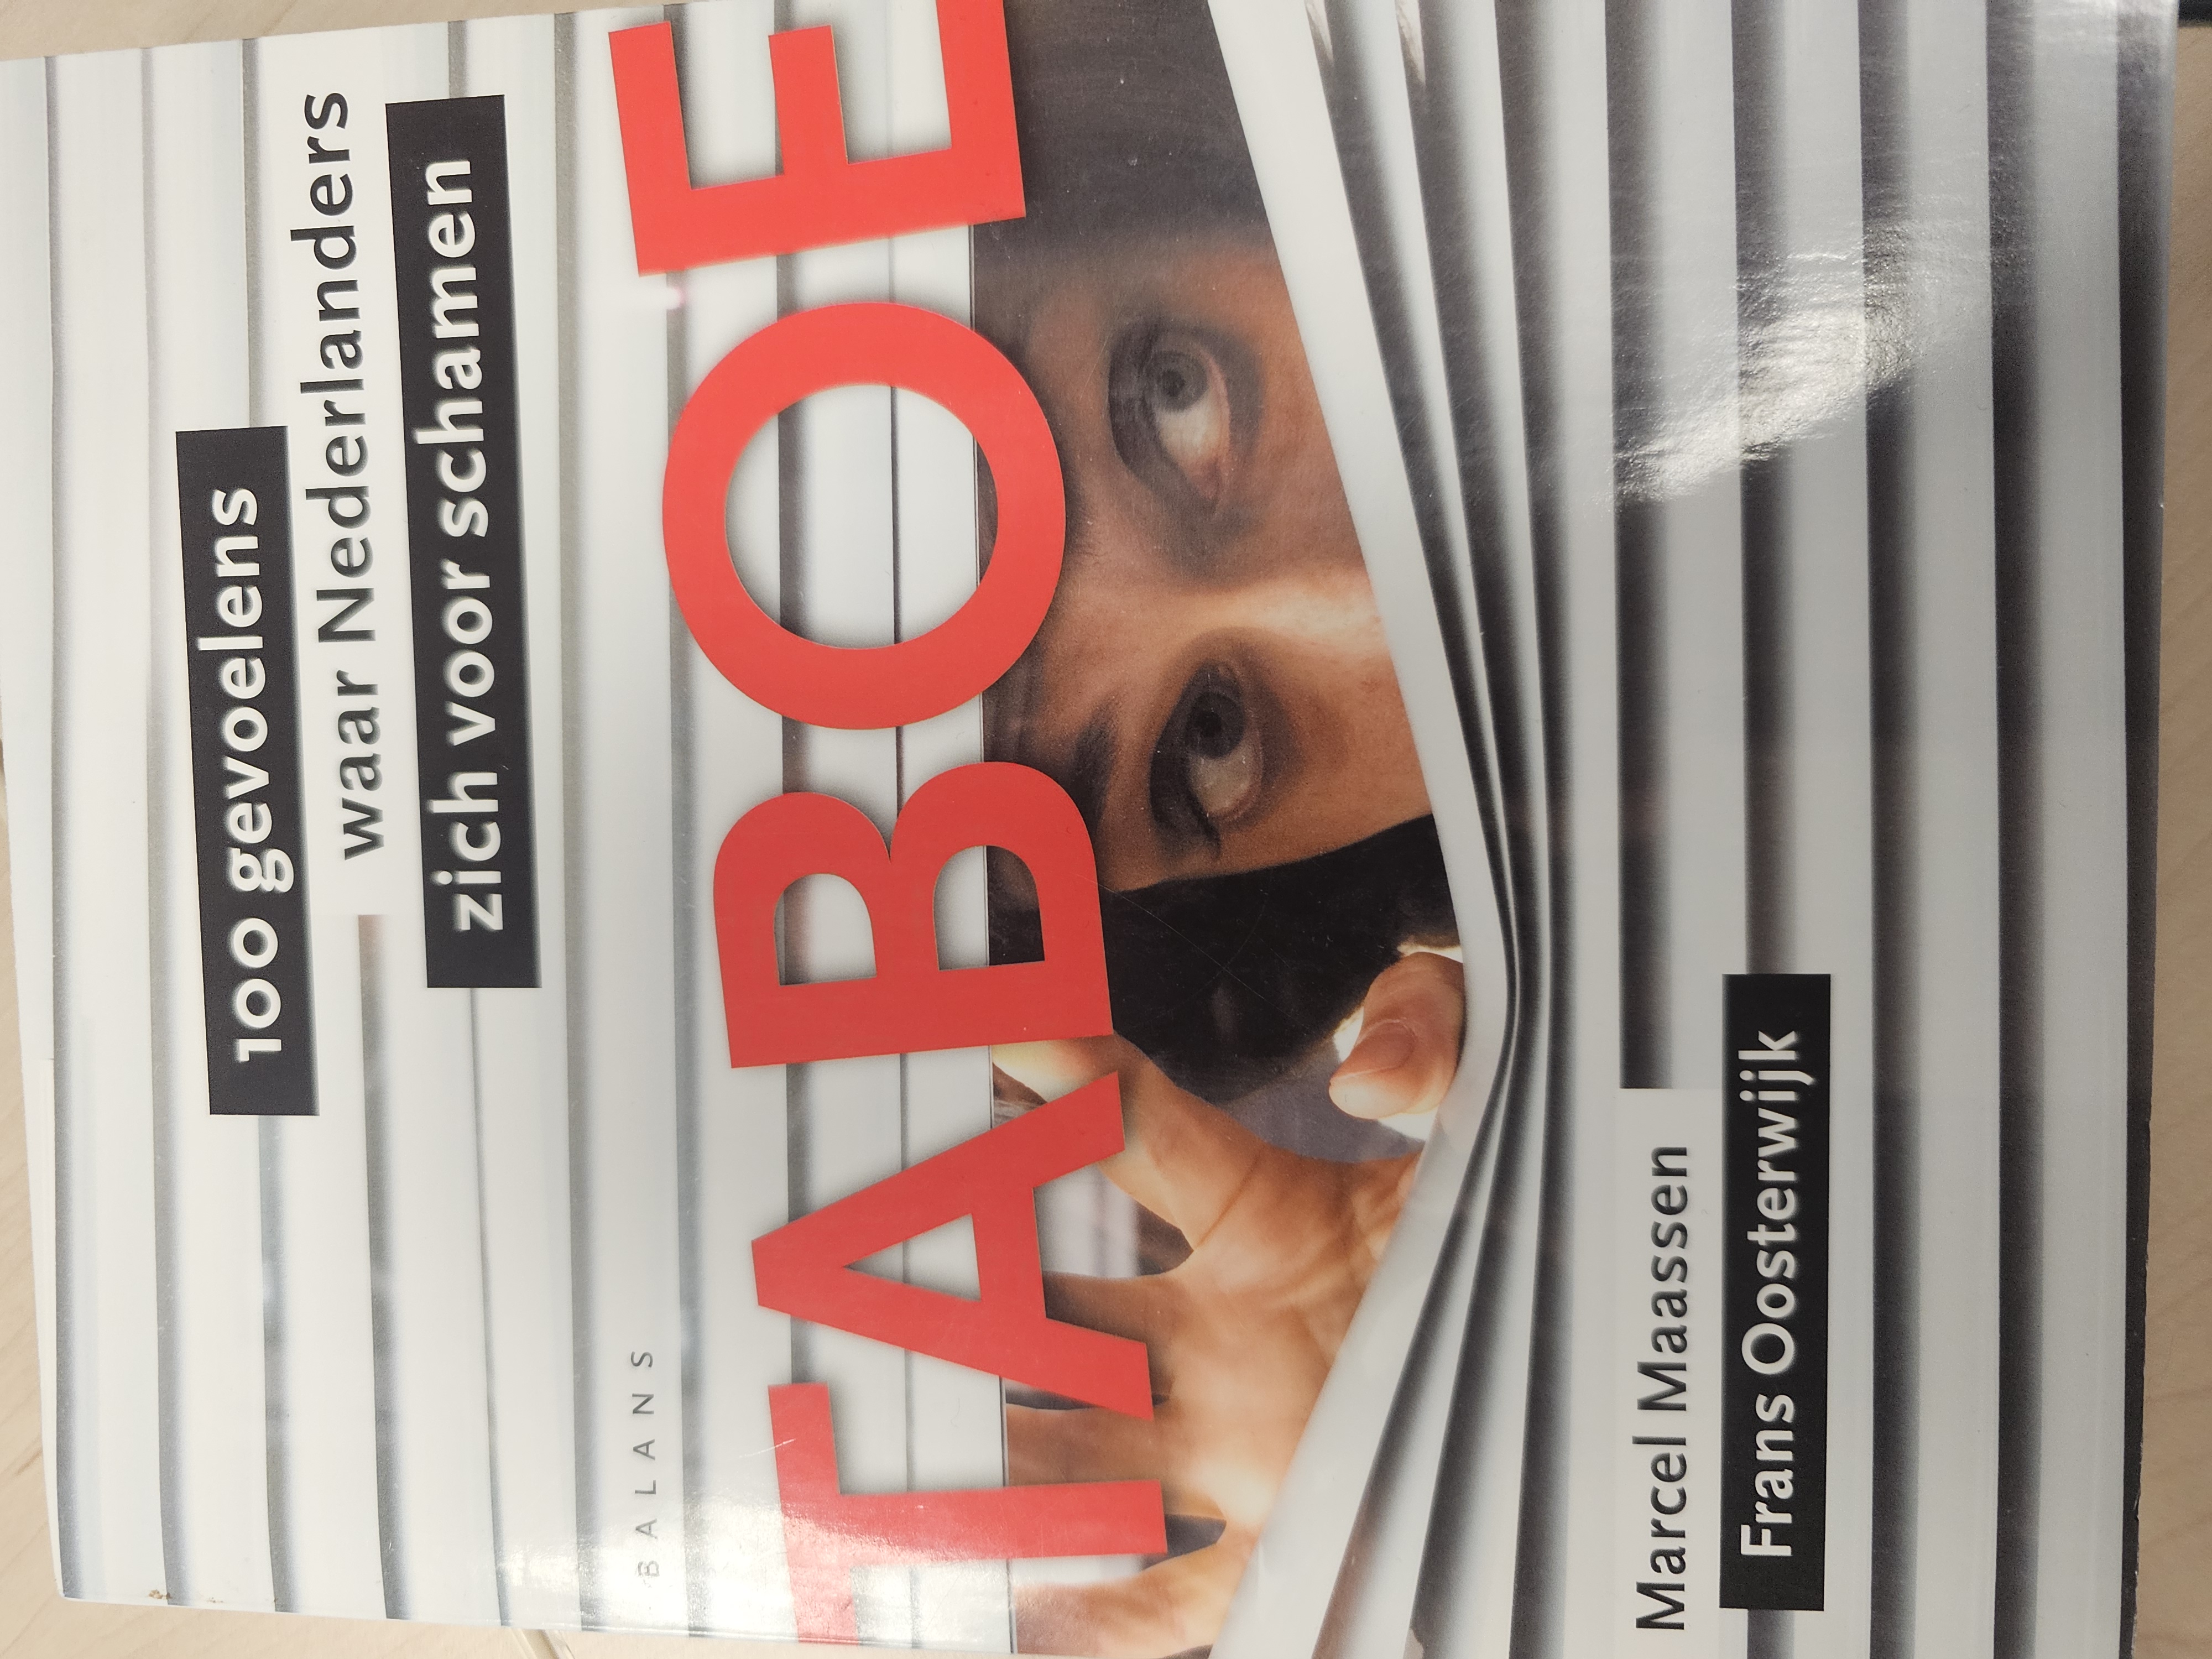 100 gevoelens
waar Nederlanders
zich voor schamen
BALANS
TABOE
Marcel Maassen
Frans Oosterwijk